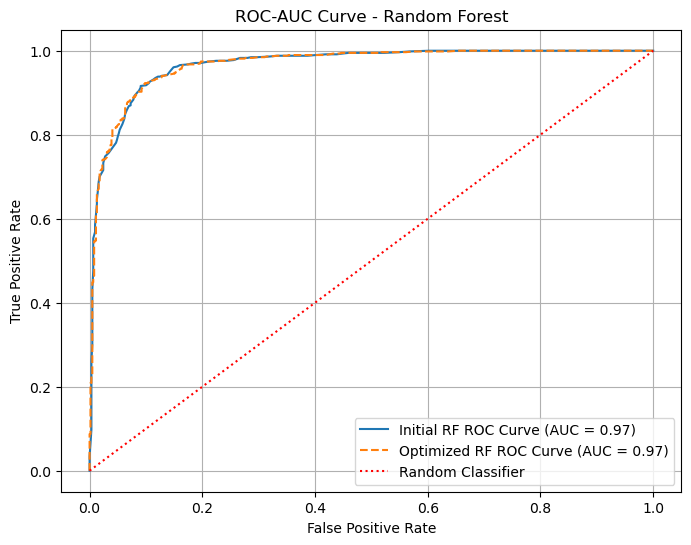 ROC-AUC Curve - Random Forest
1.0
0.8
0.6
0.4
0.2
0.0
True Positive Rate
Initial RF ROC Curve (AUC = 0.97)
Optimized RF ROC Curve (AUC = 0.97)
Random Classifier
0.0 0.2 0.4 0.6 0.8 1.0
False Positive Rate